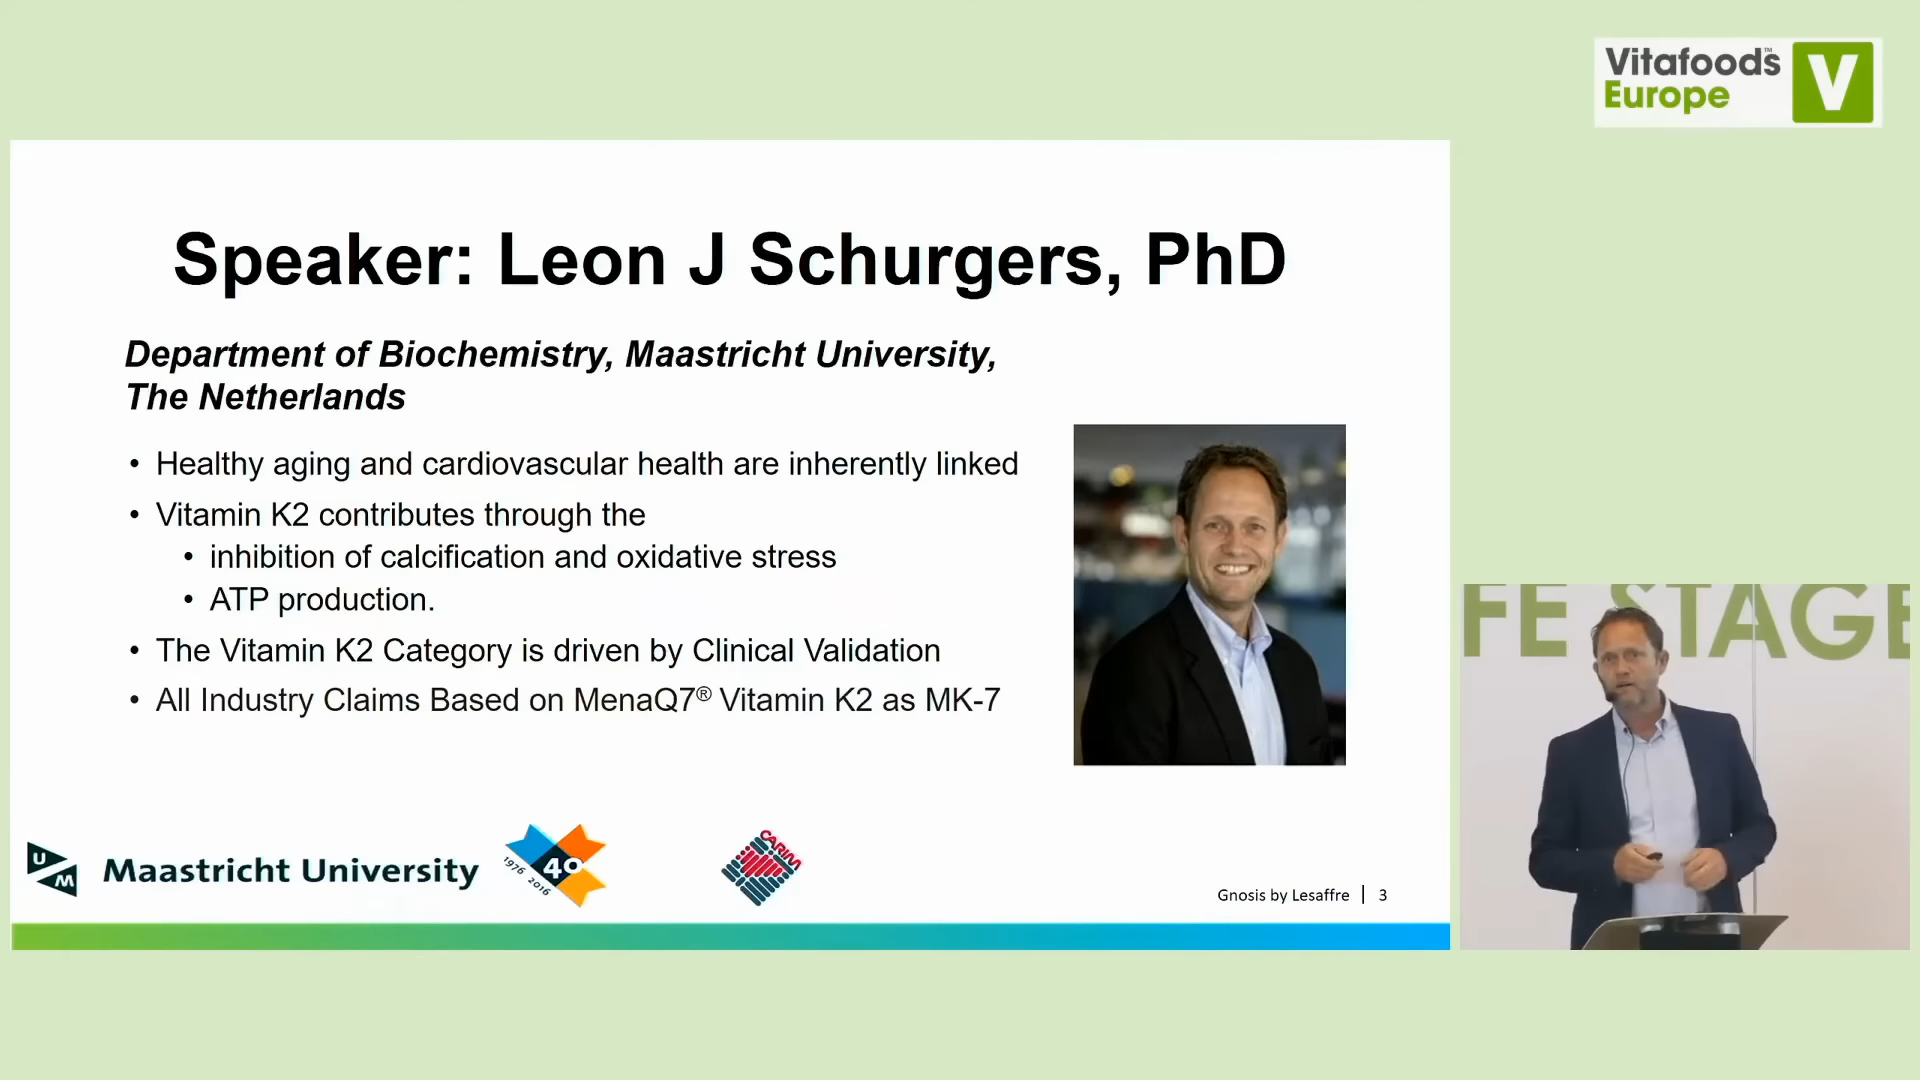 Vitafoods™
Europe
V
Speaker: Leon J Schurgers, PhD
Department of Biochemistry, Maastricht University,
The Netherlands
• Healthy aging and cardiovascular health are inherently linked
• Vitamin K2 contributes through the
• inhibition of calcification and oxidative stress
• ATP production.
• The Vitamin K2 Category is driven by Clinical Validation
• All Industry Claims Based on MenaQ7® Vitamin K2 as MK-7
FE STAGE
UM
Maastricht University
40
1976 2016
CARIM
Gnosis by Lesaffre | 3